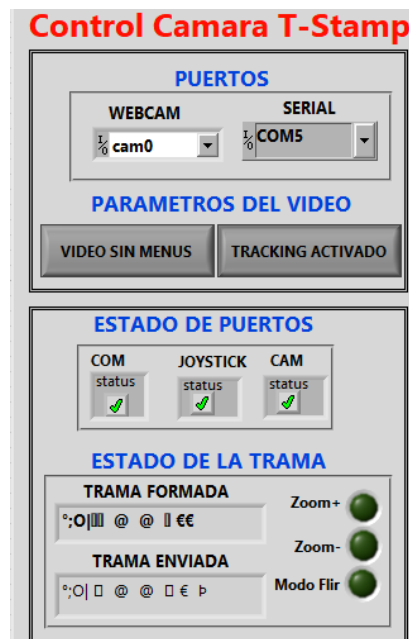 Control Camara T-Stamp
PUERTOS
WEBCAM SERIAL
I/O cam0 I/O COM5
PARAMETROS DEL VIDEO
VIDEO SIN MENUS TRACKING ACTIVADO
ESTADO DE PUERTOS
COM JOYSTICK CAM
status status status
ESTADO DE LA TRAMA
TRAMA FORMADA
°;O|▯▯ @ @ ▯ €€
Zoom+
Zoom-
TRAMA ENVIADA
Modo Flir
°;O| ▯ @ @ ▯ € Þ